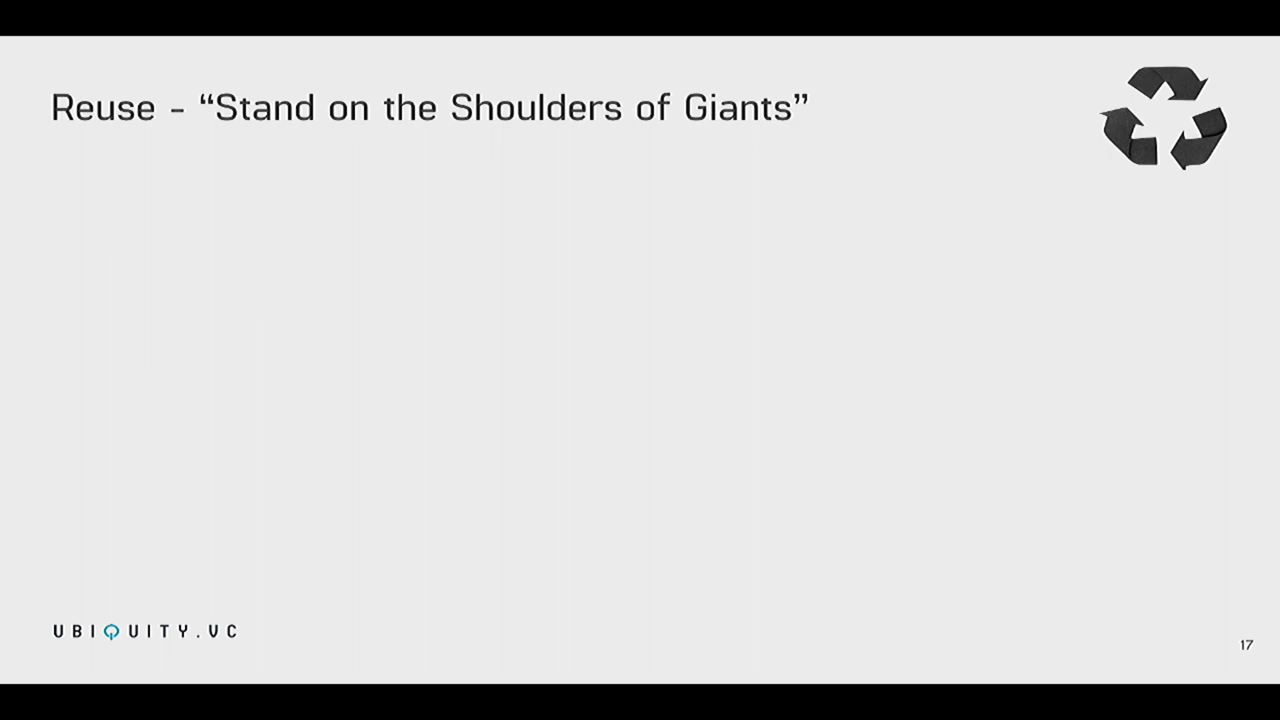 Reuse - “Stand on the Shoulders of Giants”
UBIQUITY.VC
17